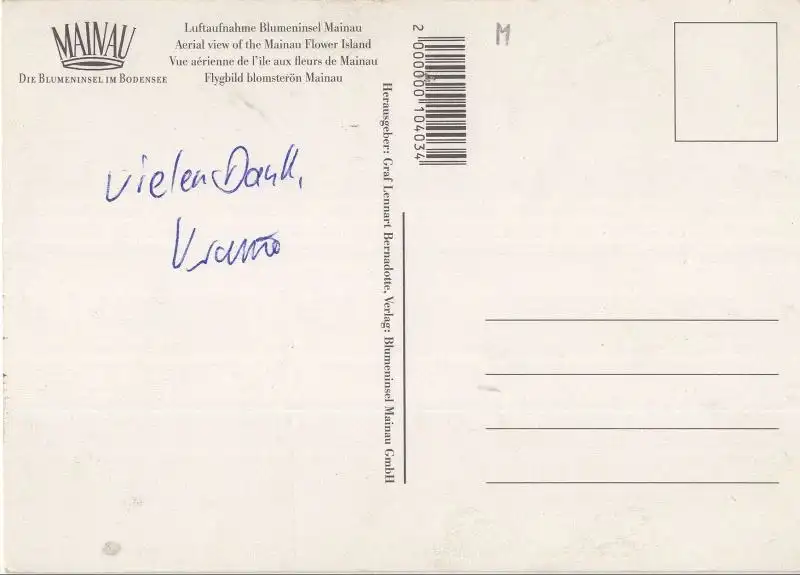 MAINAU
DIE BLUMENINSEL IM BODENSEE
Luftaufnahme Blumeninsel Mainau
Aerial view of the Mainau Flower Island
Vue aérienne de l'île aux fleurs de Mainau
Flygbild blomsterön Mainau
vielen Dank,
Herausgeber: Graf Lennart Bernadotte, Verlag: Blumeninsel Mainau GmbH
2 000000 104034
M